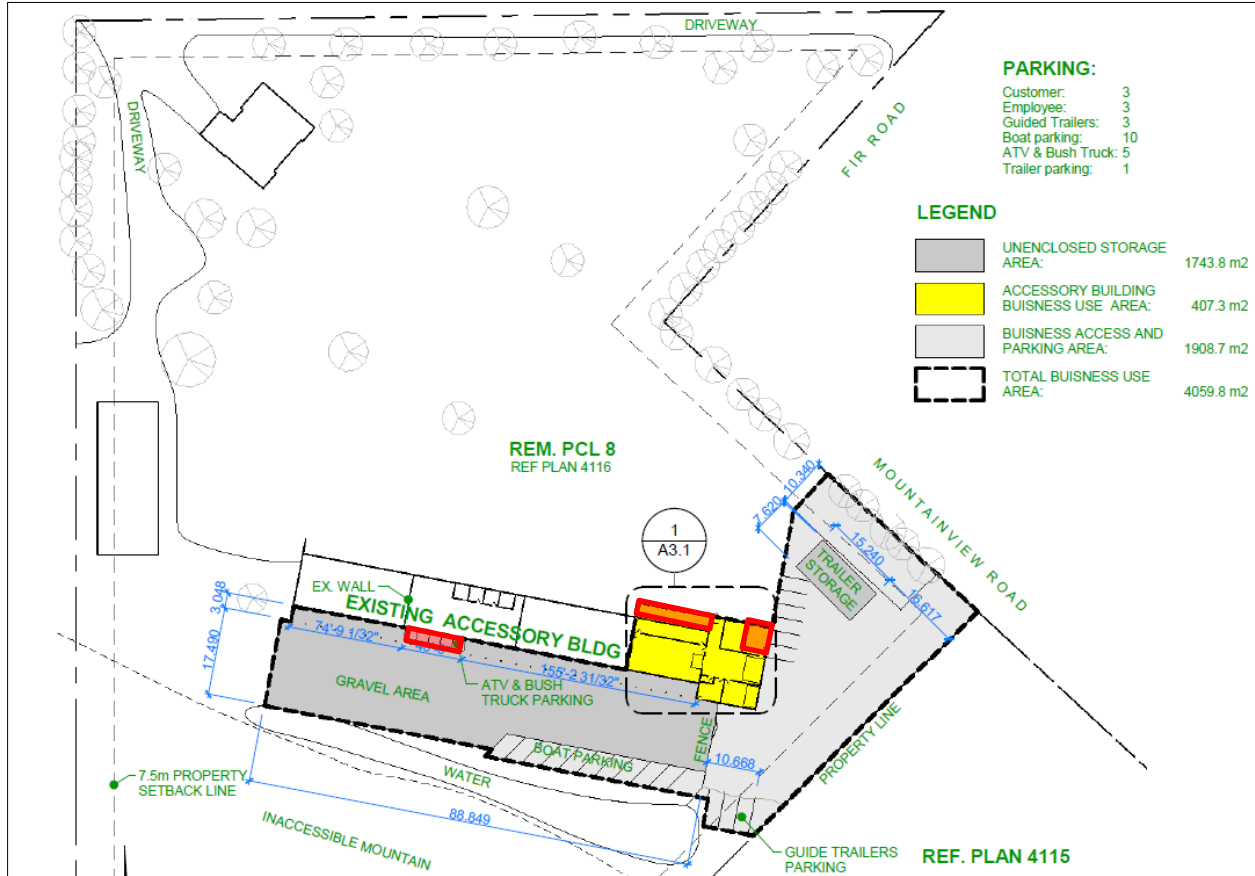 DRIVEWAY
DRIVEWAY
FIR ROAD
PARKING:
Customer: 3
Employee: 3
Guided Trailers: 3
Boat parking: 10
ATV & Bush Truck: 5
Trailer parking: 1
LEGEND
UNENCLOSED STORAGE
AREA: 1743.8 m2
ACCESSORY BUILDING
BUISNESS USE AREA: 407.3 m2
BUISNESS ACCESS AND
PARKING AREA: 1908.7 m2
TOTAL BUISNESS USE
AREA: 4059.8 m2
REM. PCL 8
REF PLAN 4116
MOUNTAINVIEW ROAD
10.340
7.620
15.240
16.617
TRAILER
STORAGE
1
A3.1
EX. WALL
EXISTING ACCESSORY BLDG
3.048
17.490
74'-9 1/32"
155'-2 31/32"
GRAVEL AREA
ATV & BUSH
TRUCK PARKING
BOAT PARKING
FENCE
10.668
PROPERTY LINE
7.5m PROPERTY
SETBACK LINE
WATER
88.849
INACCESSIBLE MOUNTAIN
GUIDE TRAILERS
PARKING
REF. PLAN 4115